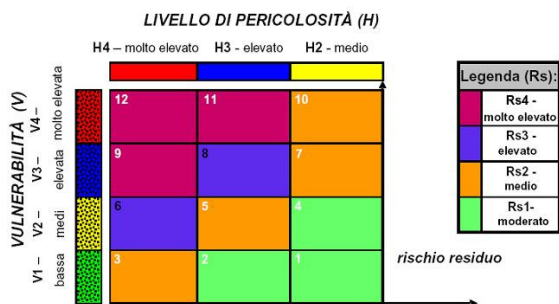 LIVELLO DI PERICOLOSITÀ (H)
H4 – molto elevato H3 - elevato H2 - medio
VULNERABILITÀ (V)
V4 – molto elevata
V3 – elevata
V2 – medi
V1 – bassa
12 11 10
9 8 7
6 5 4
3 2 1
rischio residuo
Legenda (Rs):
Rs4 -
molto elevato
Rs3 -
elevato
Rs2 -
medio
Rs1-
moderato